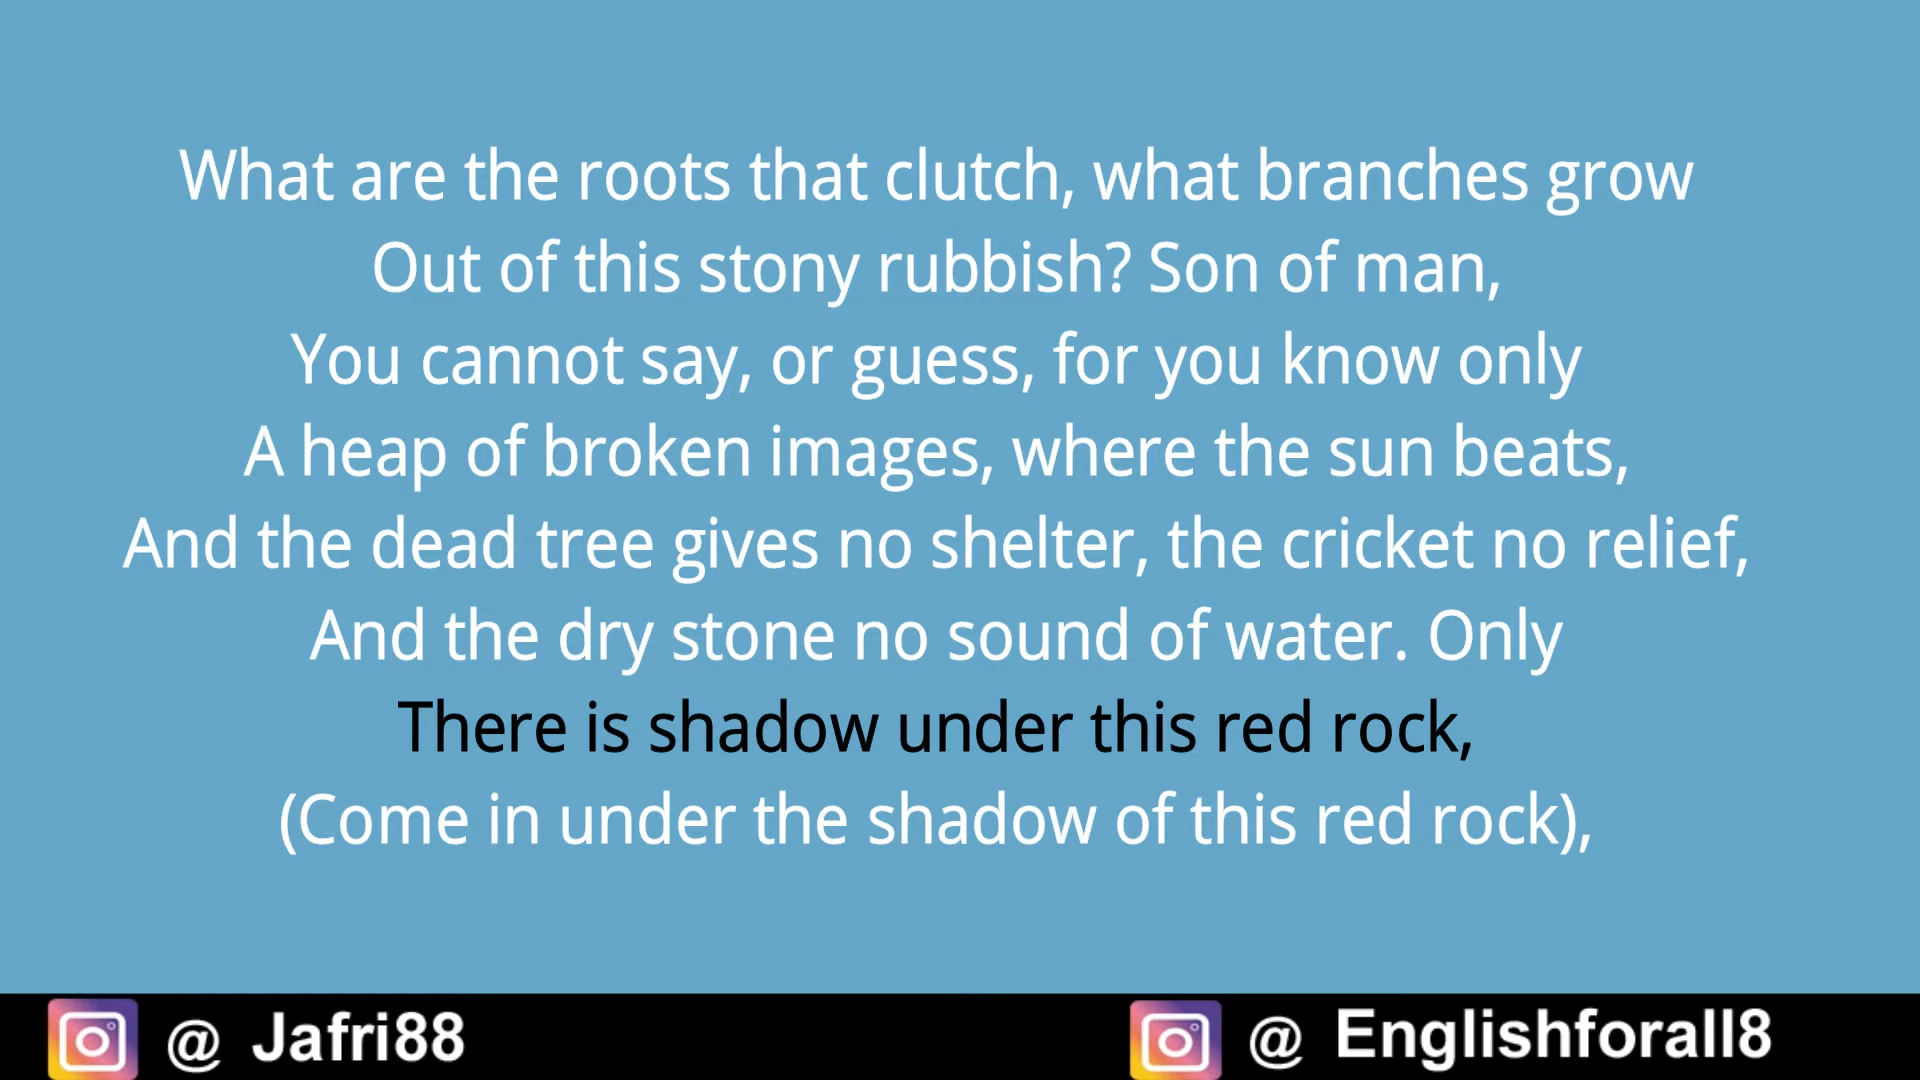 What are the roots that clutch, what branches grow
Out of this stony rubbish? Son of man,
You cannot say, or guess, for you know only
A heap of broken images, where the sun beats,
And the dead tree gives no shelter, the cricket no relief,
And the dry stone no sound of water. Only
There is shadow under this red rock,
(Come in under the shadow of this red rock),
@ Jafri88
@ Englishforall8